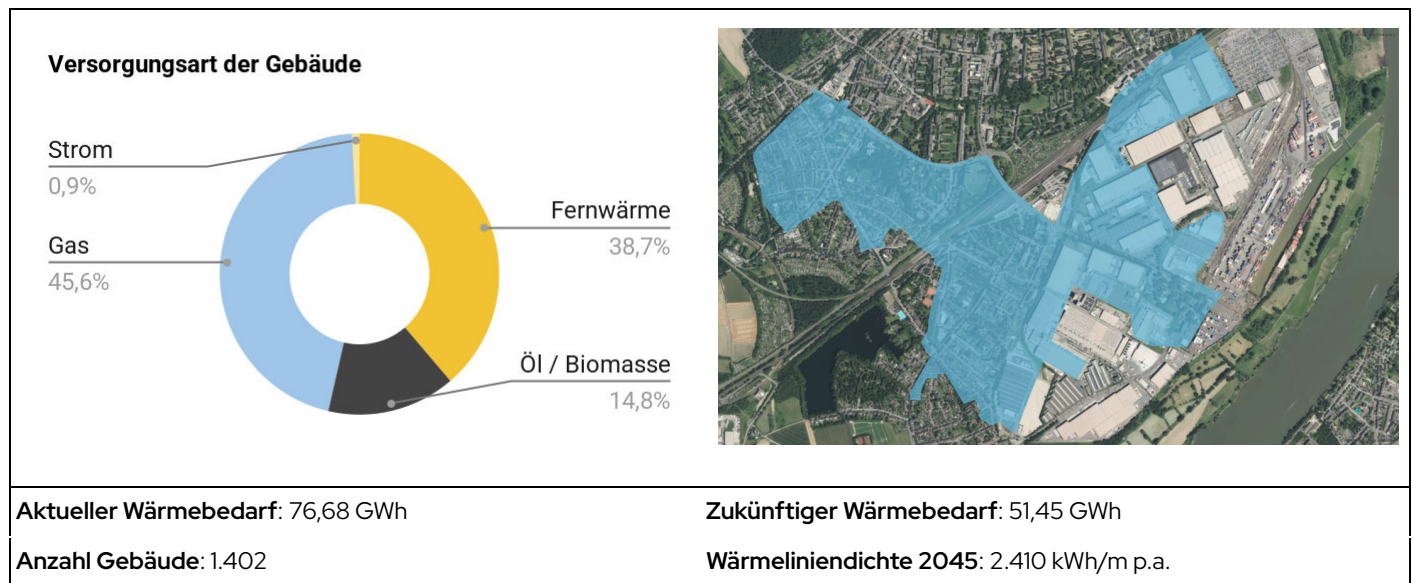 Versorgungsart der Gebäude
Strom
0,9%
Gas
45,6%
Fernwärme
38,7%
Öl / Biomasse
14,8%
Aktueller Wärmebedarf: 76,68 GWh
Zukünftiger Wärmebedarf: 51,45 GWh
Anzahl Gebäude: 1.402
Wärmeliniendichte 2045: 2.410 kWh/m p.a.